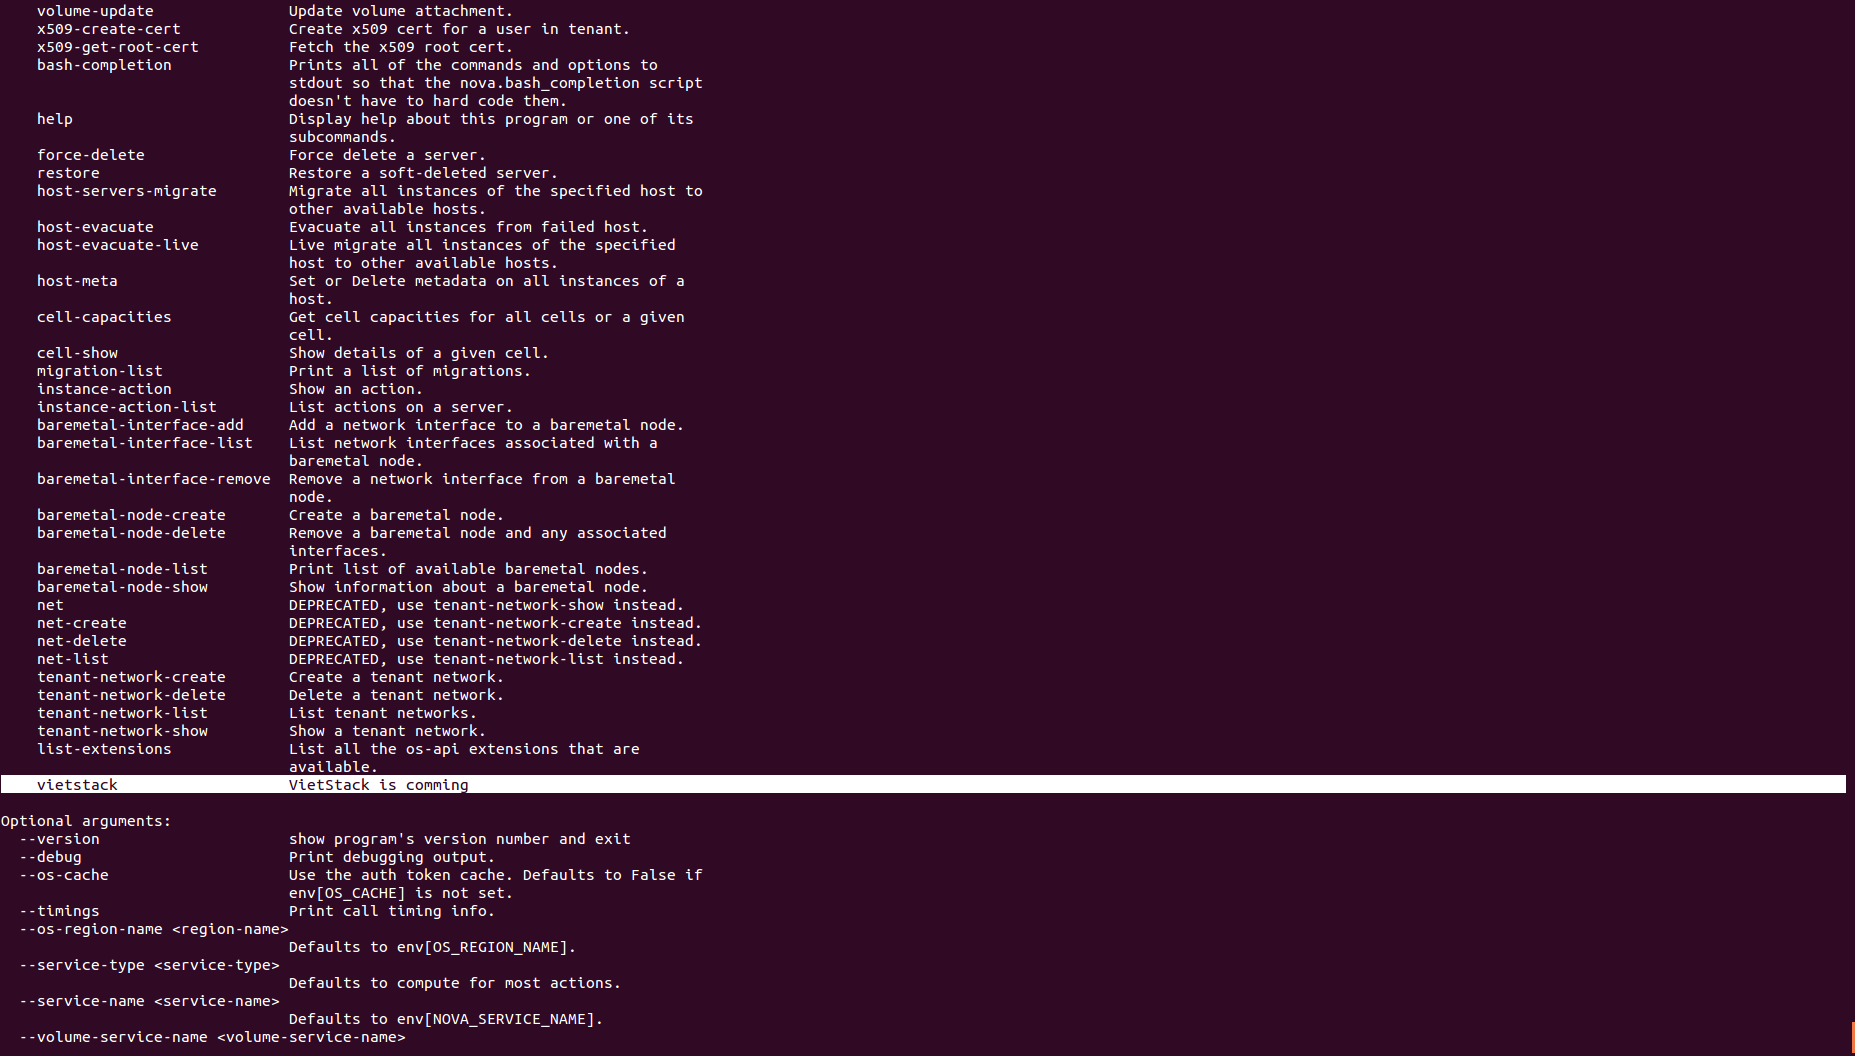 volume-update Update volume attachment.
x509-create-cert Create x509 cert for a user in tenant.
x509-get-root-cert Fetch the x509 root cert.
bash-completion Prints all of the commands and options to
stdout so that the nova.bash_completion script
doesn't have to hard code them.
help Display help about this program or one of its
subcommands.
force-delete Force delete a server.
restore Restore a soft-deleted server.
host-servers-migrate Migrate all instances of the specified host to
other available hosts.
host-evacuate Evacuate all instances from failed host.
host-evacuate-live Live migrate all instances of the specified
host to other available hosts.
host-meta Set or Delete metadata on all instances of a
host.
cell-capacities Get cell capacities for all cells or a given
cell.
cell-show Show details of a given cell.
migration-list Print a list of migrations.
instance-action Show an action.
instance-action-list List actions on a server.
baremetal-interface-add Add a network interface to a baremetal node.
baremetal-interface-list List network interfaces associated with a
baremetal node.
baremetal-interface-remove Remove a network interface from a baremetal
node.
baremetal-node-create Create a baremetal node.
baremetal-node-delete Remove a baremetal node and any associated
interfaces.
baremetal-node-list Print list of available baremetal nodes.
baremetal-node-show Show information about a baremetal node.
net DEPRECATED, use tenant-network-show instead.
net-create DEPRECATED, use tenant-network-create instead.
net-delete DEPRECATED, use tenant-network-delete instead.
net-list DEPRECATED, use tenant-network-list instead.
tenant-network-create Create a tenant network.
tenant-network-delete Delete a tenant network.
tenant-network-list List tenant networks.
tenant-network-show Show a tenant network.
list-extensions List all the os-api extensions that are
available.
vietstack VietStack is comming
Optional arguments:
--version show program's version number and exit
--debug Print debugging output.
--os-cache Use the auth token cache. Defaults to False if
env[OS_CACHE] is not set.
--timings Print call timing info.
--os-region-name <region-name>
Defaults to env[OS_REGION_NAME].
--service-type <service-type>
Defaults to compute for most actions.
--service-name <service-name>
Defaults to env[NOVA_SERVICE_NAME].
--volume-service-name <volume-service-name>